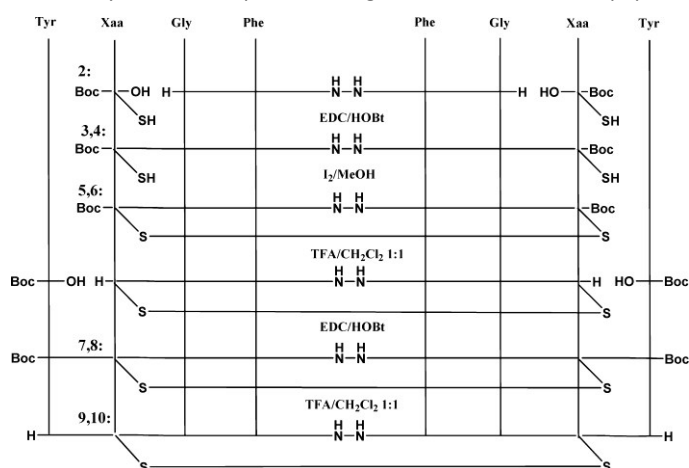 Tyr Xaa Gly Phe Phe Gly Xaa Tyr
2:
Boc OH H H H H HO Boc
N N
SH SH
EDC/HOBt
3,4:
Boc H H Boc
N N
SH SH
I2/MeOH
5,6:
Boc H H Boc
N N
S S
TFA/CH2Cl2 1:1
Boc OH H H H H HO Boc
N N
S S
EDC/HOBt
7,8:
Boc H H Boc
N N
S S
TFA/CH2Cl2 1:1
9,10:
H H H H
N N
S S